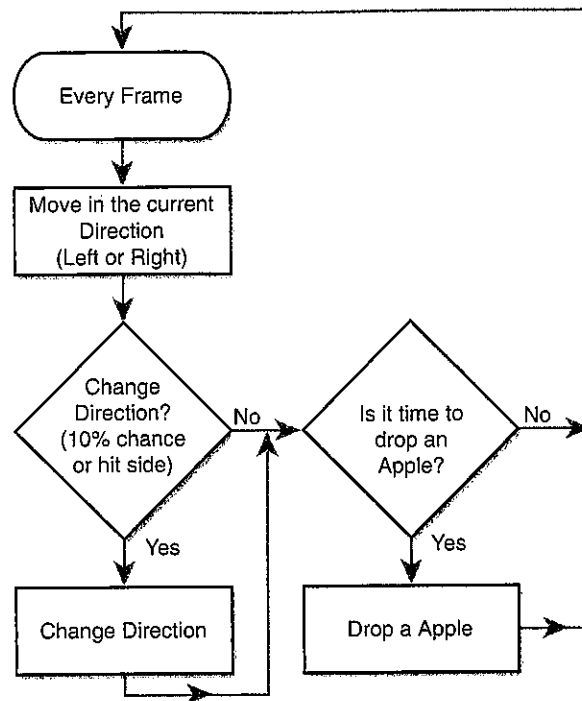 Every Frame
Move in the current
Direction
(Left or Right)
Change
Direction?
(10% chance
or hit side)
No
Yes
Change Direction
Is it time to
drop an
Apple?
No
Yes
Drop a Apple